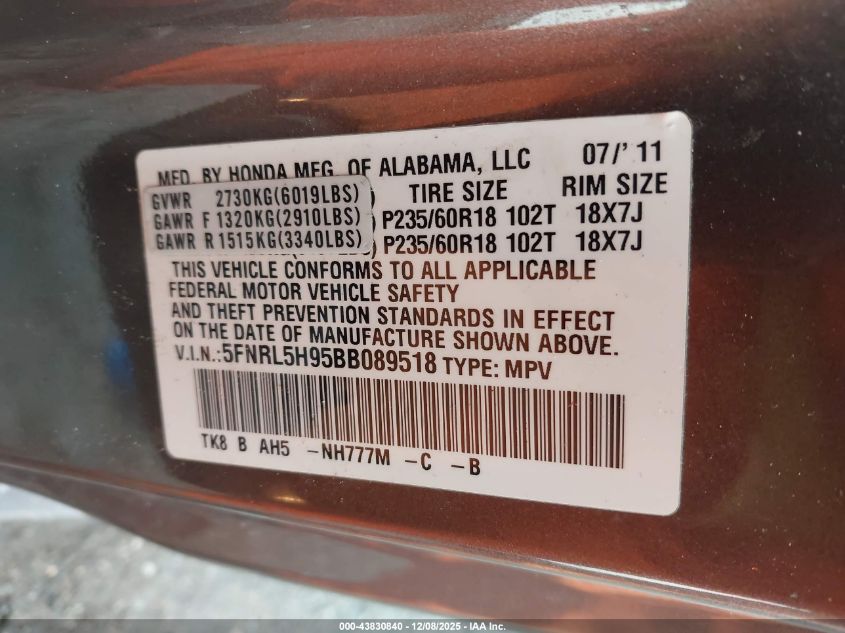 MFD. BY HONDA MFG. OF ALABAMA, LLC 07/'11
GVWR 2730KG(6019LBS) TIRE SIZE RIM SIZE
GAWR F 1320KG(2910LBS) P235/60R18 102T 18X7J
GAWR R 1515KG(3340LBS) P235/60R18 102T 18X7J
THIS VEHICLE CONFORMS TO ALL APPLICABLE
FEDERAL MOTOR VEHICLE SAFETY
AND THEFT PREVENTION STANDARDS IN EFFECT
ON THE DATE OF MANUFACTURE SHOWN ABOVE.
V.I.N.:5FNRL5H95BB089518 TYPE: MPV
TK8 B AH5 -NH777M -C -B
000-43830840 - 12/08/2025 - IAA Inc.